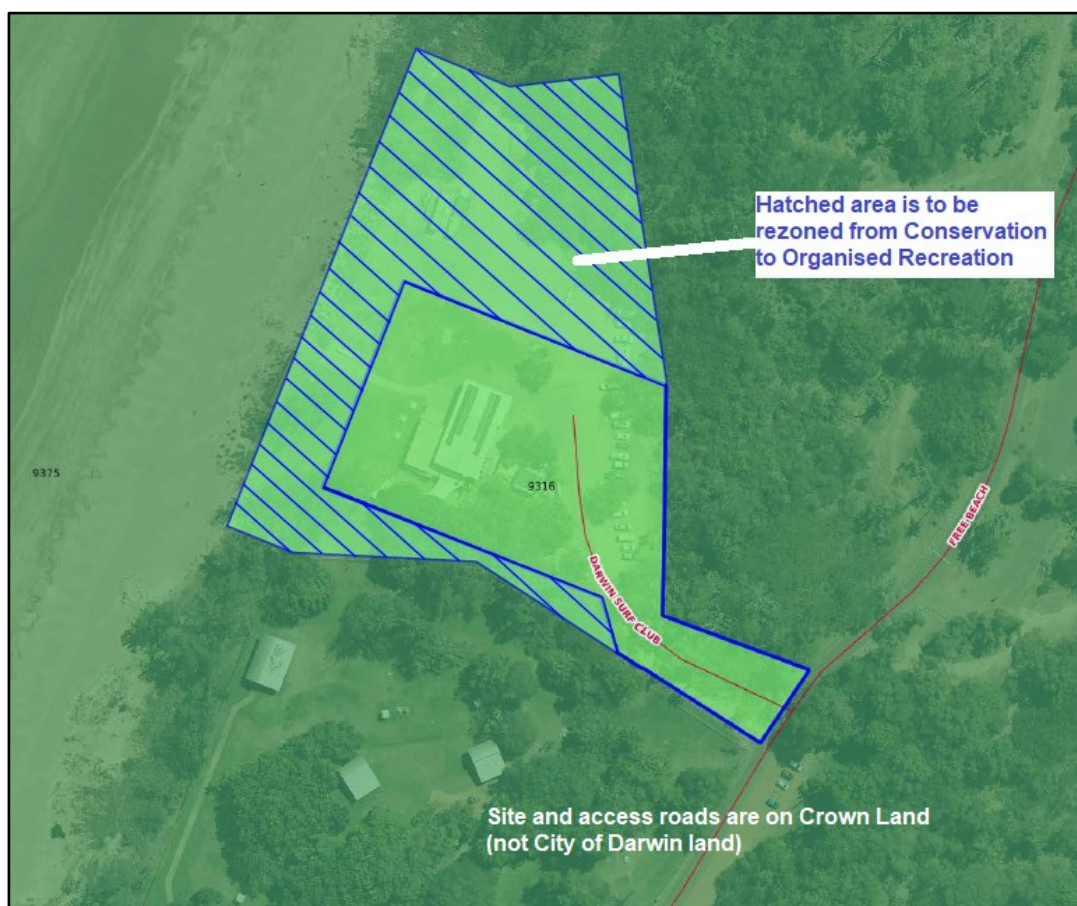 Hatched area is to be
rezoned from Conservation
to Organised Recreation
9375
9316
FREE BEACH
DARWIN SURF CLUB
Site and access roads are on Crown Land
(not City of Darwin land)